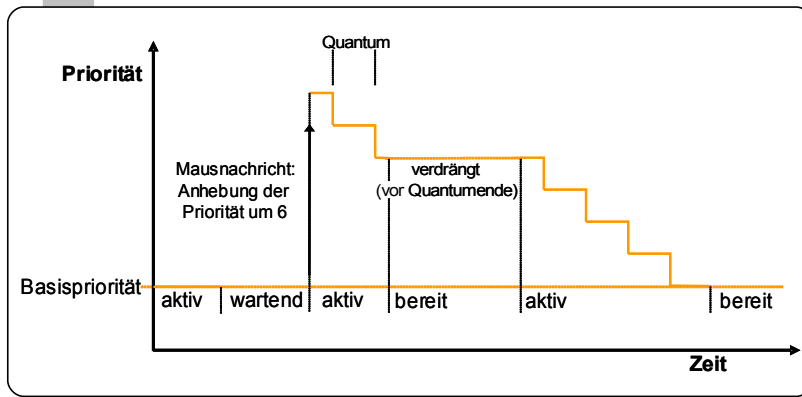 Quantum
Priorität
Mausnachricht:
Anhebung der
Priorität um 6
verdrängt
(vor Quantumende)
Basispriorität
aktiv
wartend
aktiv
bereit
aktiv
bereit
Zeit